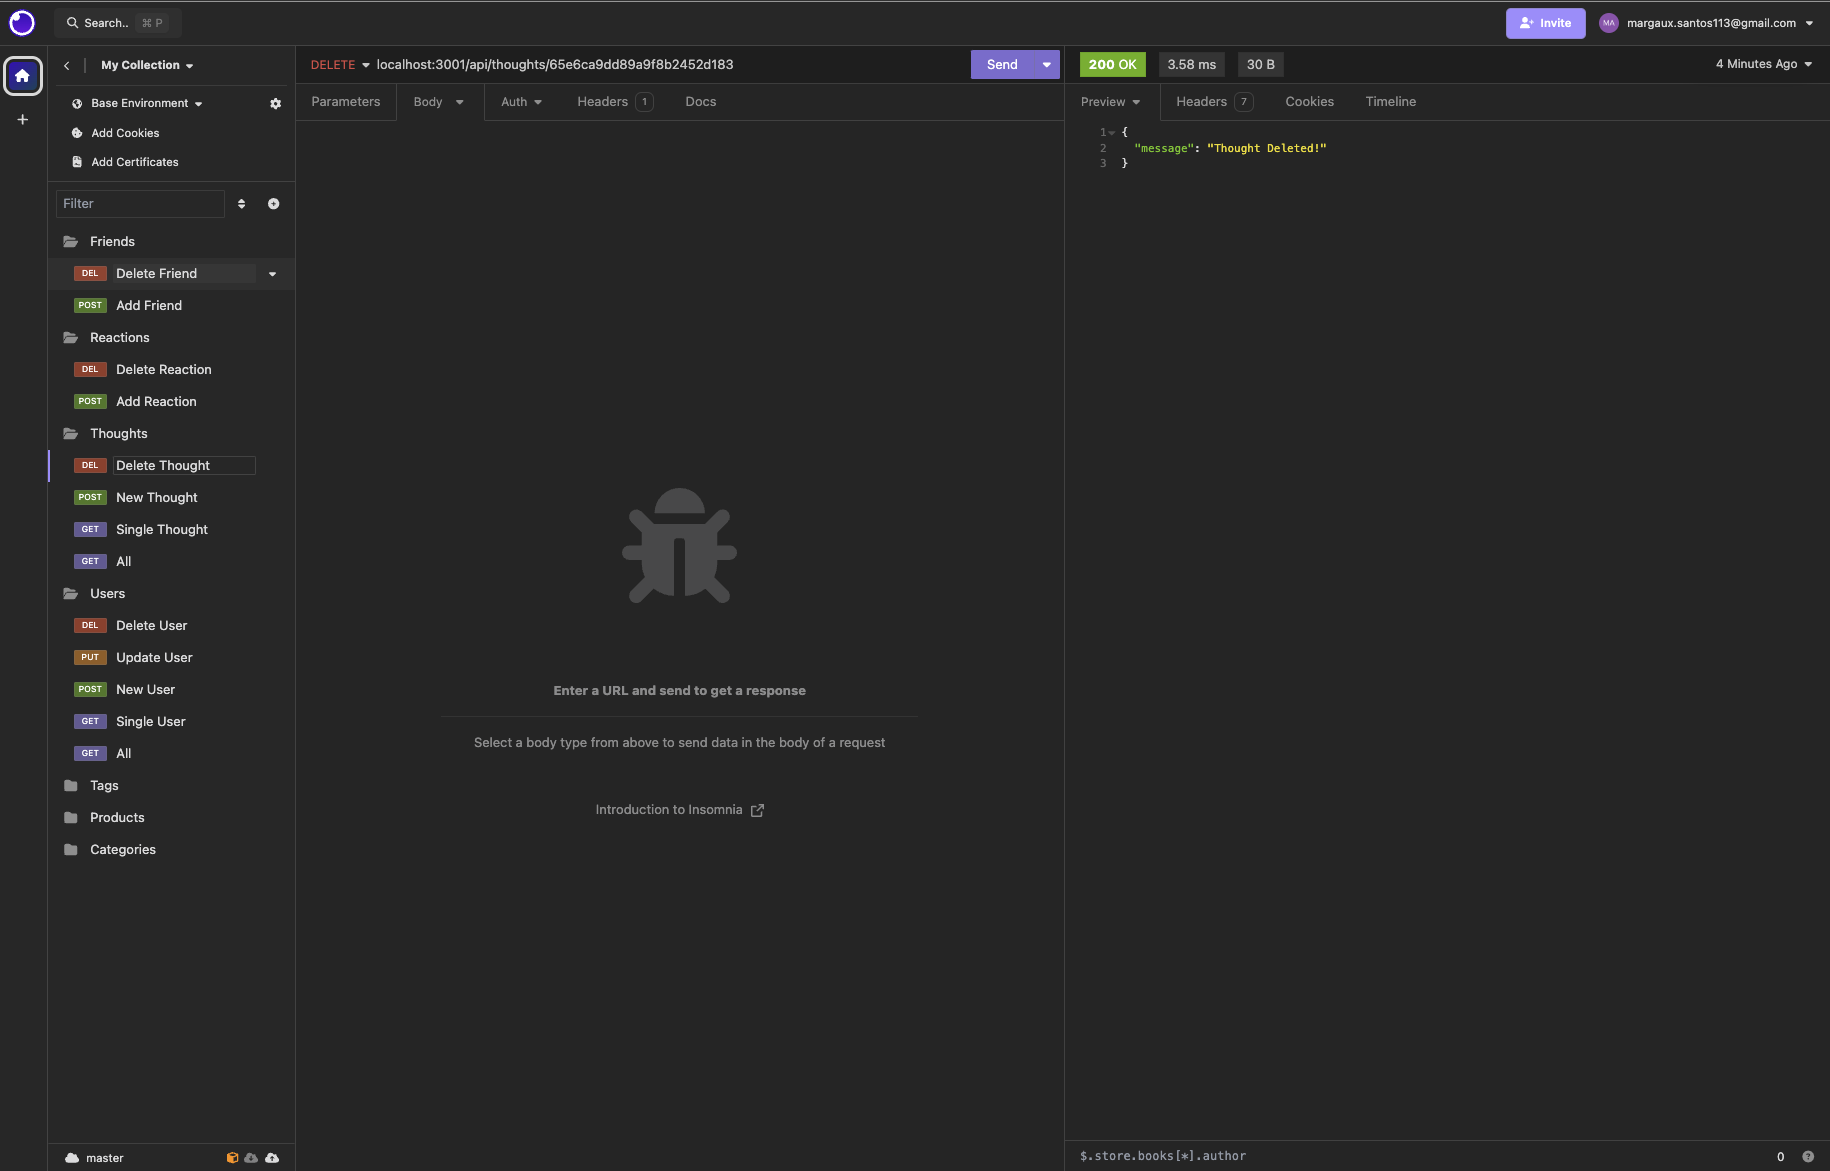 Search.. ⌘ P
Invite
MA
margaux.santos113@gmail.com
My Collection
Base Environment
Add Cookies
Add Certificates
Filter
Friends
DEL Delete Friend
POST Add Friend
Reactions
DEL Delete Reaction
POST Add Reaction
Thoughts
DEL Delete Thought
POST New Thought
GET Single Thought
GET All
Users
DEL Delete User
PUT Update User
POST New User
GET Single User
GET All
Tags
Products
Categories
master
DELETE localhost:3001/api/thoughts/65e6ca9dd89a9f8b2452d183
Send
Parameters Body Auth Headers 1 Docs
Enter a URL and send to get a response
Select a body type from above to send data in the body of a request
Introduction to Insomnia
200 OK 3.58 ms 30 B 4 Minutes Ago
Preview Headers 7 Cookies Timeline
1 {
2 "message": "Thought Deleted!"
3 }
$.store.books[*].author
0
?